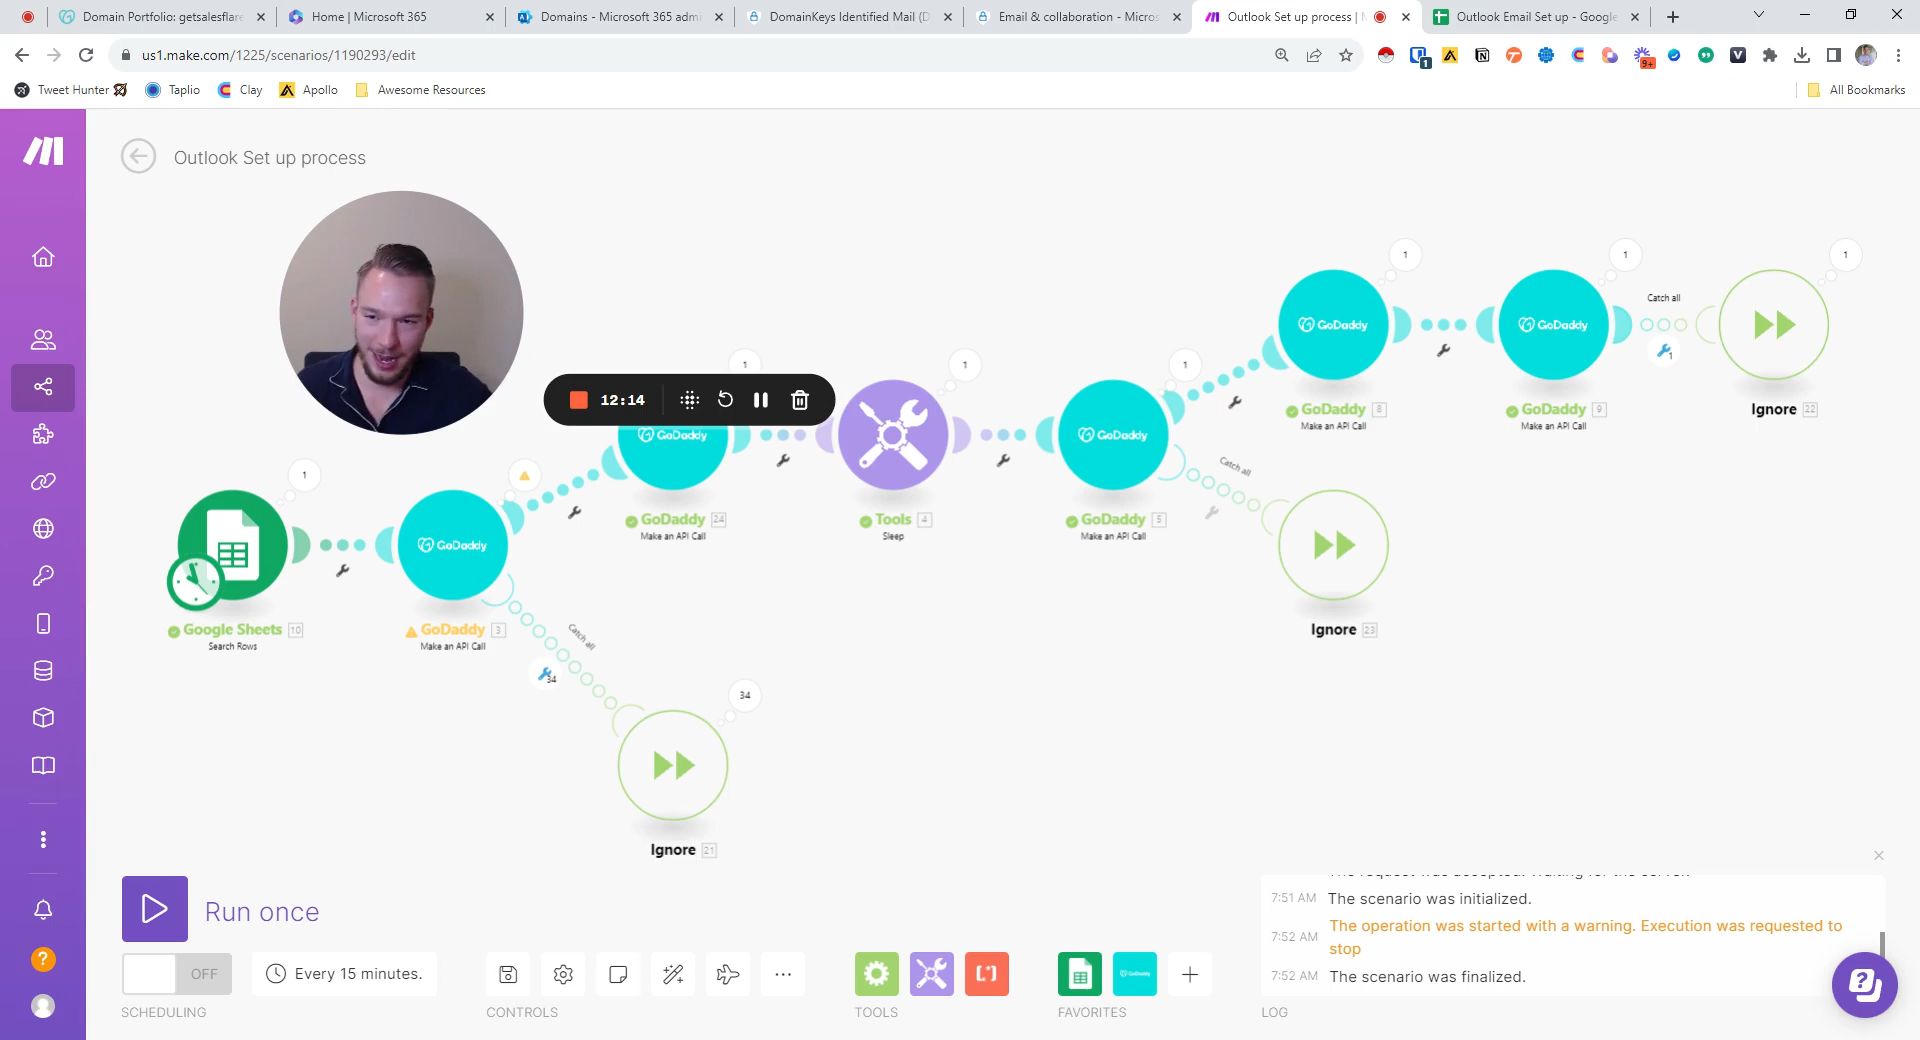 Domain Portfolio: getsalesflare
Home | Microsoft 365
Domains - Microsoft 365 admi
DomainKeys Identified Mail (D
Email & collaboration - Micros
Outlook Set up process |
Outlook Email Set up - Google
us1.make.com/1225/scenarios/1190293/edit
1
9+
Tweet Hunter
Taplio
Clay
Apollo
Awesome Resources
All Bookmarks
Outlook Set up process
1
1
1
GoDaddy
GoDaddy
Catch all
1
GoDaddy 8
Make an API Call
GoDaddy 9
Make an API Call
Ignore 22
1
1
1
12:14
GoDaddy
GoDaddy
Catch all
GoDaddy 24
Make an API Call
Tools 4
Sleep
GoDaddy 5
Make an API Call
1
GoDaddy
Google Sheets 10
Search Rows
GoDaddy 3
Make an API Call
Catch all
34
Ignore 23
34
Ignore 21
Run once
OFF
Every 15 minutes.
SCHEDULING
CONTROLS
TOOLS
GoDaddy
FAVORITES
7:51 AM The scenario was initialized.
7:52 AM The operation was started with a warning. Execution was requested to
stop
7:52 AM The scenario was finalized.
LOG